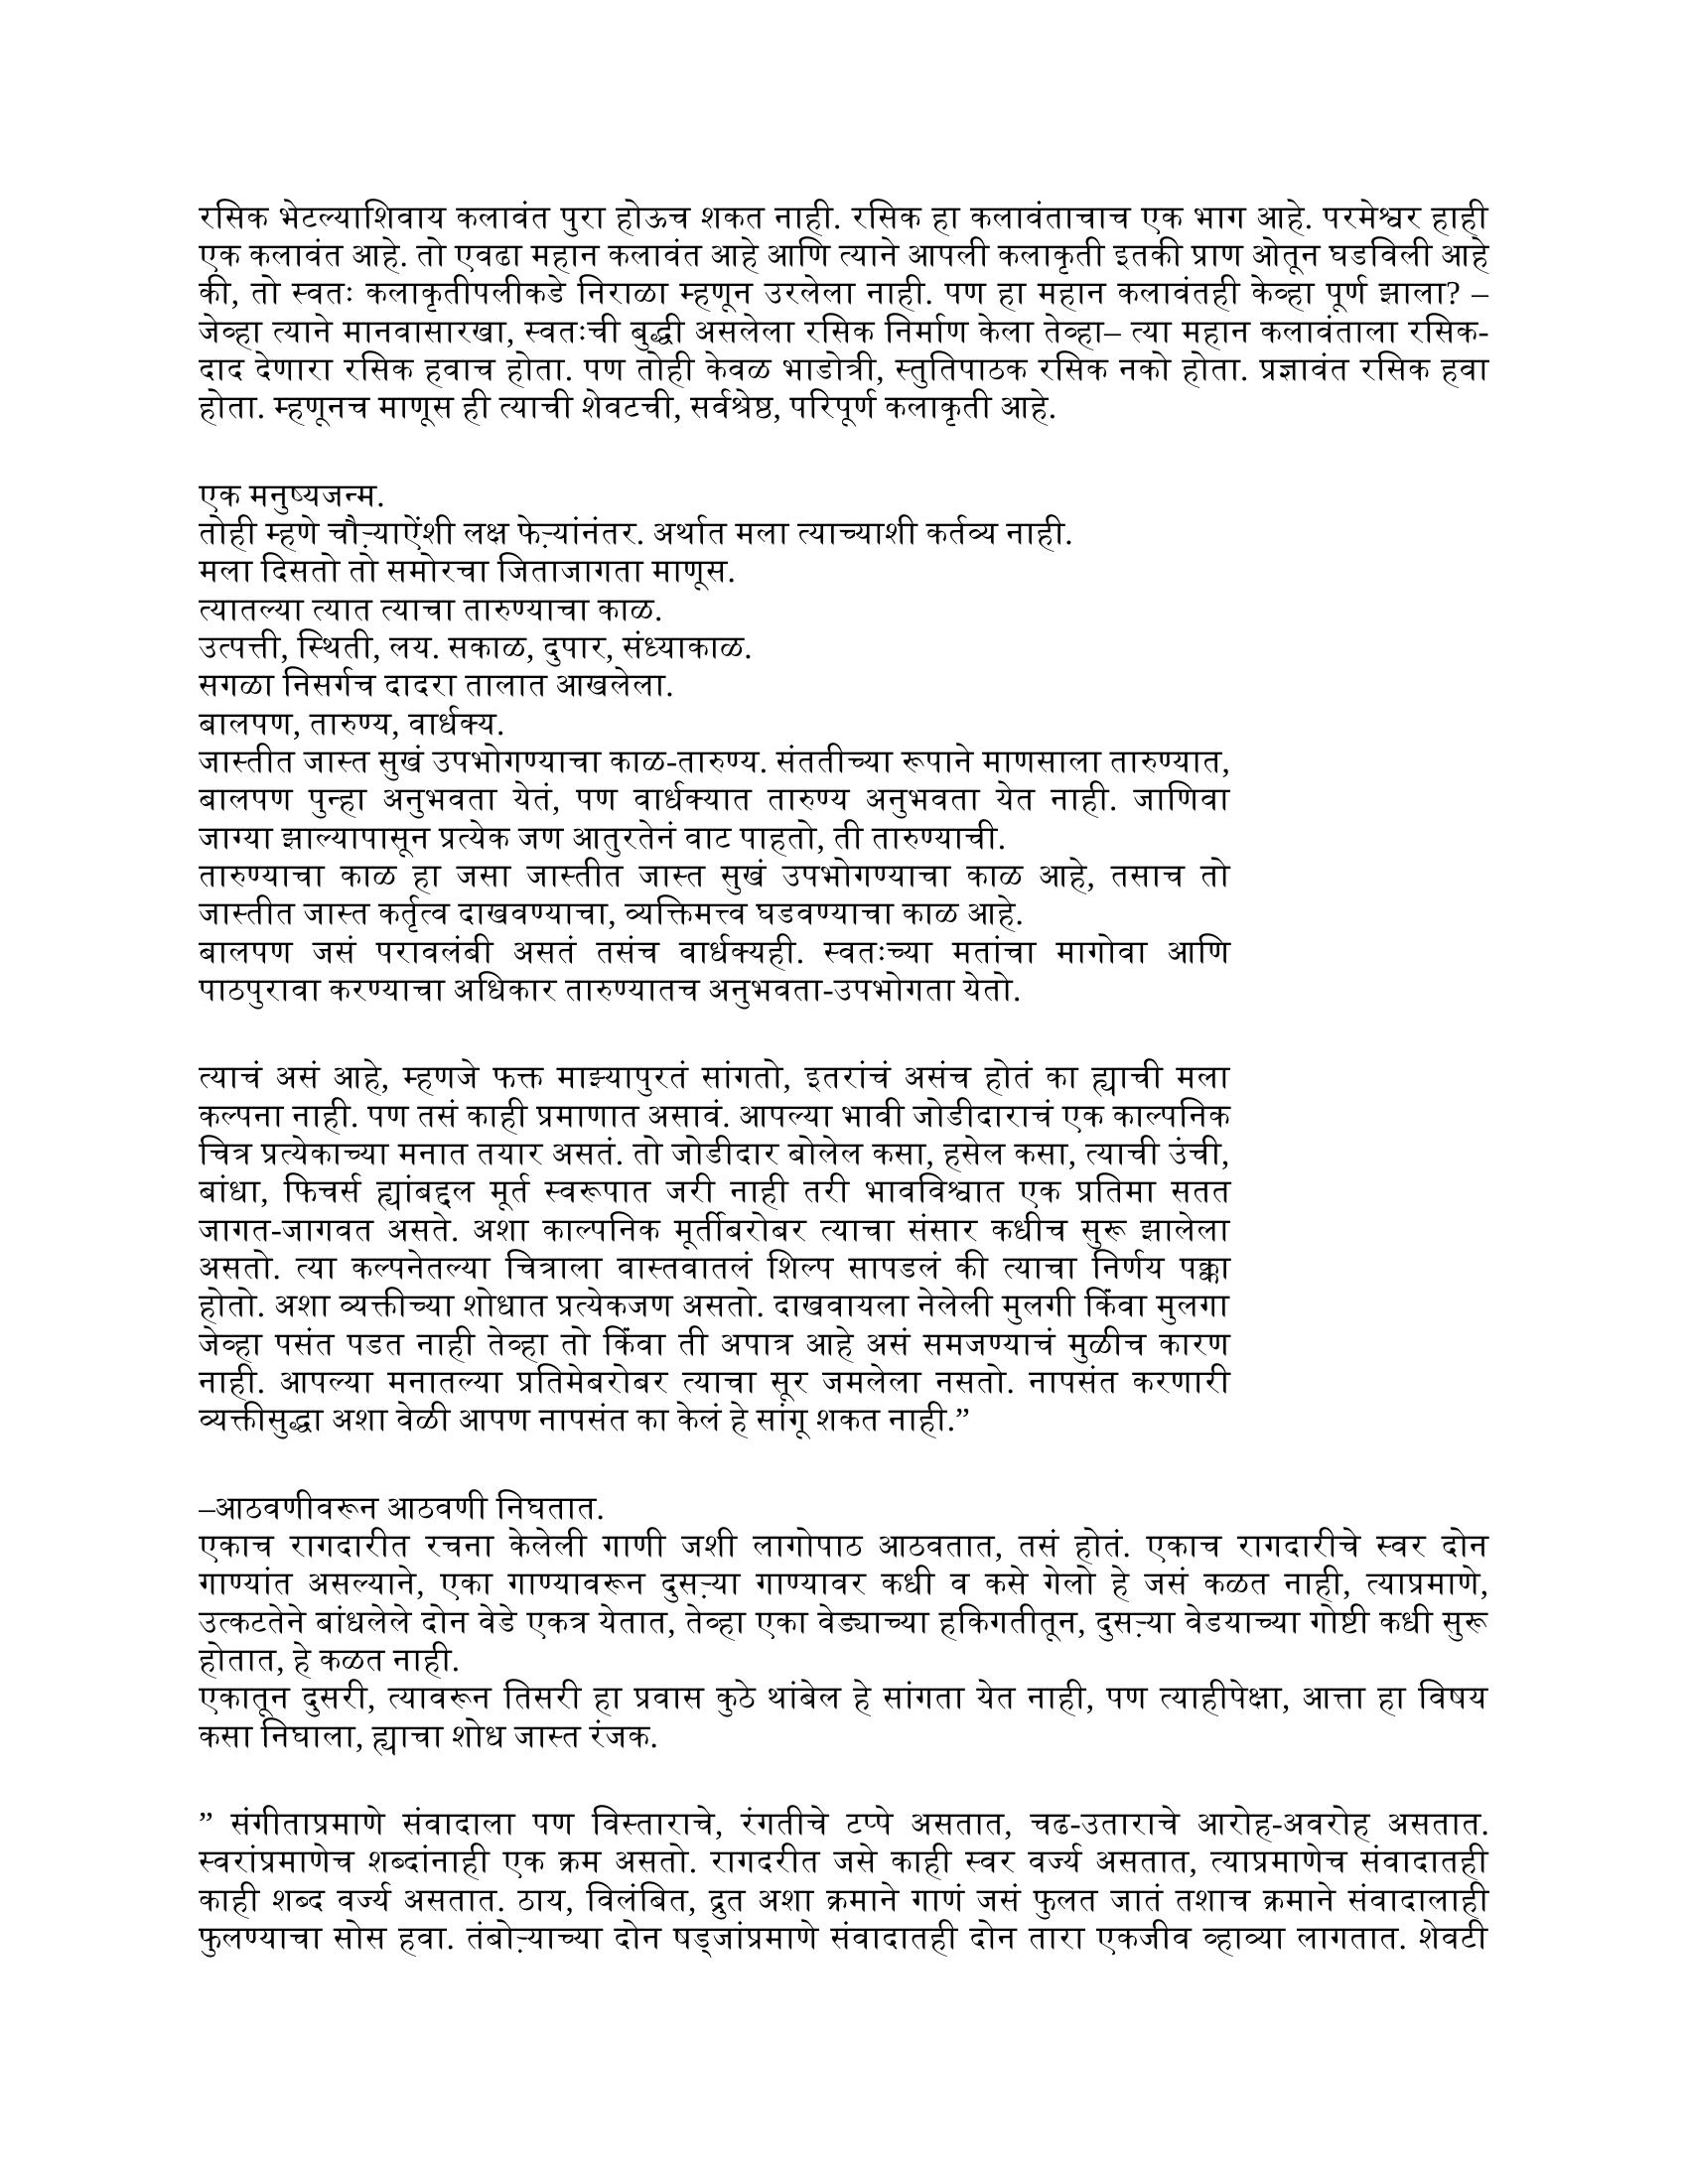 रसिक भेटल्याशिवाय कलावंत पुरा होऊच शकत नाही. रसिक हा कलावंताचाच एक भाग आहे. परमेश्वर हाही
एक कलावंत आहे. तो एवढा महान कलावंत आहे आणि त्याने आपली कलाकृती इतकी प्राण ओतून घडविली आहे
की, तो स्वतः कलाकृतीपलीकडे निराळा म्हणून उरलेला नाही. पण हा महान कलावंतही केव्हा पूर्ण झाला? –
जेव्हा त्याने मानवासारखा, स्वतःची बुद्धी असलेला रसिक निर्माण केला तेव्हा– त्या महान कलावंताला रसिक-
दाद देणारा रसिक हवाच होता. पण तोही केवळ भाडोत्री, स्तुतिपाठक रसिक नको होता. प्रज्ञावंत रसिक हवा
होता. म्हणूनच माणूस ही त्याची शेवटची, सर्वश्रेष्ठ, परिपूर्ण कलाकृती आहे.
एक मनुष्यजन्म.
तोही म्हणे चौऱ्याऐंशी लक्ष फेऱ्यांनंतर. अर्थात मला त्याच्याशी कर्तव्य नाही.
मला दिसतो तो समोरचा जिताजागता माणूस.
त्यातल्या त्यात त्याचा तारुण्याचा काळ.
उत्पत्ती, स्थिती, लय. सकाळ, दुपार, संध्याकाळ.
सगळा निसर्गच दादरा तालात आखलेला.
बालपण, तारुण्य, वार्धक्य.
जास्तीत जास्त सुखं उपभोगण्याचा काळ-तारुण्य. संततीच्या रूपाने माणसाला तारुण्यात,
बालपण पुन्हा अनुभवता येतं, पण वार्धक्यात तारुण्य अनुभवता येत नाही. जाणिवा
जाग्या झाल्यापासून प्रत्येक जण आतुरतेनं वाट पाहतो, ती तारुण्याची.
तारुण्याचा काळ हा जसा जास्तीत जास्त सुखं उपभोगण्याचा काळ आहे, तसाच तो
जास्तीत जास्त कर्तृत्व दाखवण्याचा, व्यक्तिमत्त्व घडवण्याचा काळ आहे.
बालपण जसं परावलंबी असतं तसंच वार्धक्यही. स्वतःच्या मतांचा मागोवा आणि
पाठपुरावा करण्याचा अधिकार तारुण्यातच अनुभवता-उपभोगता येतो.
त्याचं असं आहे, म्हणजे फक्त माझ्यापुरतं सांगतो, इतरांचं असंच होतं का ह्याची मला
कल्पना नाही. पण तसं काही प्रमाणात असावं. आपल्या भावी जोडीदाराचं एक काल्पनिक
चित्र प्रत्येकाच्या मनात तयार असतं. तो जोडीदार बोलेल कसा, हसेल कसा, त्याची उंची,
बांधा, फिचर्स ह्यांबद्दल मूर्त स्वरूपात जरी नाही तरी भावविश्वात एक प्रतिमा सतत
जागत-जागवत असते. अशा काल्पनिक मूर्तीबरोबर त्याचा संसार कधीच सुरू झालेला
असतो. त्या कल्पनेतल्या चित्राला वास्तवातलं शिल्प सापडलं की त्याचा निर्णय पक्का
होतो. अशा व्यक्तीच्या शोधात प्रत्येकजण असतो. दाखवायला नेलेली मुलगी किंवा मुलगा
जेव्हा पसंत पडत नाही तेव्हा तो किंवा ती अपात्र आहे असं समजण्याचं मुळीच कारण
नाही. आपल्या मनातल्या प्रतिमेबरोबर त्याचा सूर जमलेला नसतो. नापसंत करणारी
व्यक्तीसुद्धा अशा वेळी आपण नापसंत का केलं हे सांगू शकत नाही.”
–आठवणीवरून आठवणी निघतात.
एकाच रागदारीत रचना केलेली गाणी जशी लागोपाठ आठवतात, तसं होतं. एकाच रागदारीचे स्वर दोन
गाण्यांत असल्याने, एका गाण्यावरून दुसऱ्या गाण्यावर कधी व कसे गेलो हे जसं कळत नाही, त्याप्रमाणे,
उत्कटतेने बांधलेले दोन वेडे एकत्र येतात, तेव्हा एका वेड्याच्या हकिगतीतून, दुसऱ्या वेडयाच्या गोष्टी कधी सुरू
होतात, हे कळत नाही.
एकातून दुसरी, त्यावरून तिसरी हा प्रवास कुठे थांबेल हे सांगता येत नाही, पण त्याहीपेक्षा, आत्ता हा विषय
कसा निघाला, ह्याचा शोध जास्त रंजक.
” संगीताप्रमाणे संवादाला पण विस्ताराचे, रंगतीचे टप्पे असतात, चढ-उताराचे आरोह-अवरोह असतात.
स्वरांप्रमाणेच शब्दांनाही एक क्रम असतो. रागदरीत जसे काही स्वर वर्ज्य असतात, त्याप्रमाणेच संवादातही
काही शब्द वर्ज्य असतात. ठाय, विलंबित, द्रुत अशा क्रमाने गाणं जसं फुलत जातं तशाच क्रमाने संवादालाही
फुलण्याचा सोस हवा. तंबोऱ्याच्या दोन षड्जांप्रमाणे संवादातही दोन तारा एकजीव व्हाव्या लागतात. शेवटी